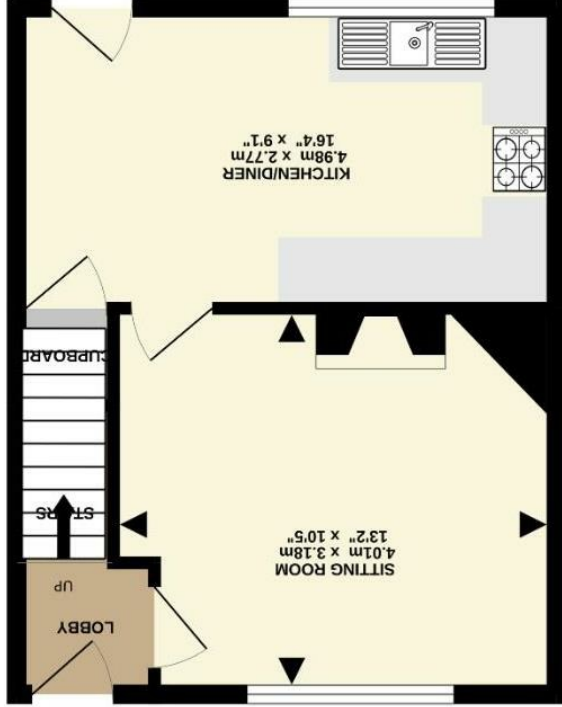 LOBBY
UP
SITTING ROOM
4.01m x 3.18m
13'2" x 10'5"
STAIRS
CUPBOARD
KITCHEN/DINER
4.98m x 2.77m
16'4" x 9'1"